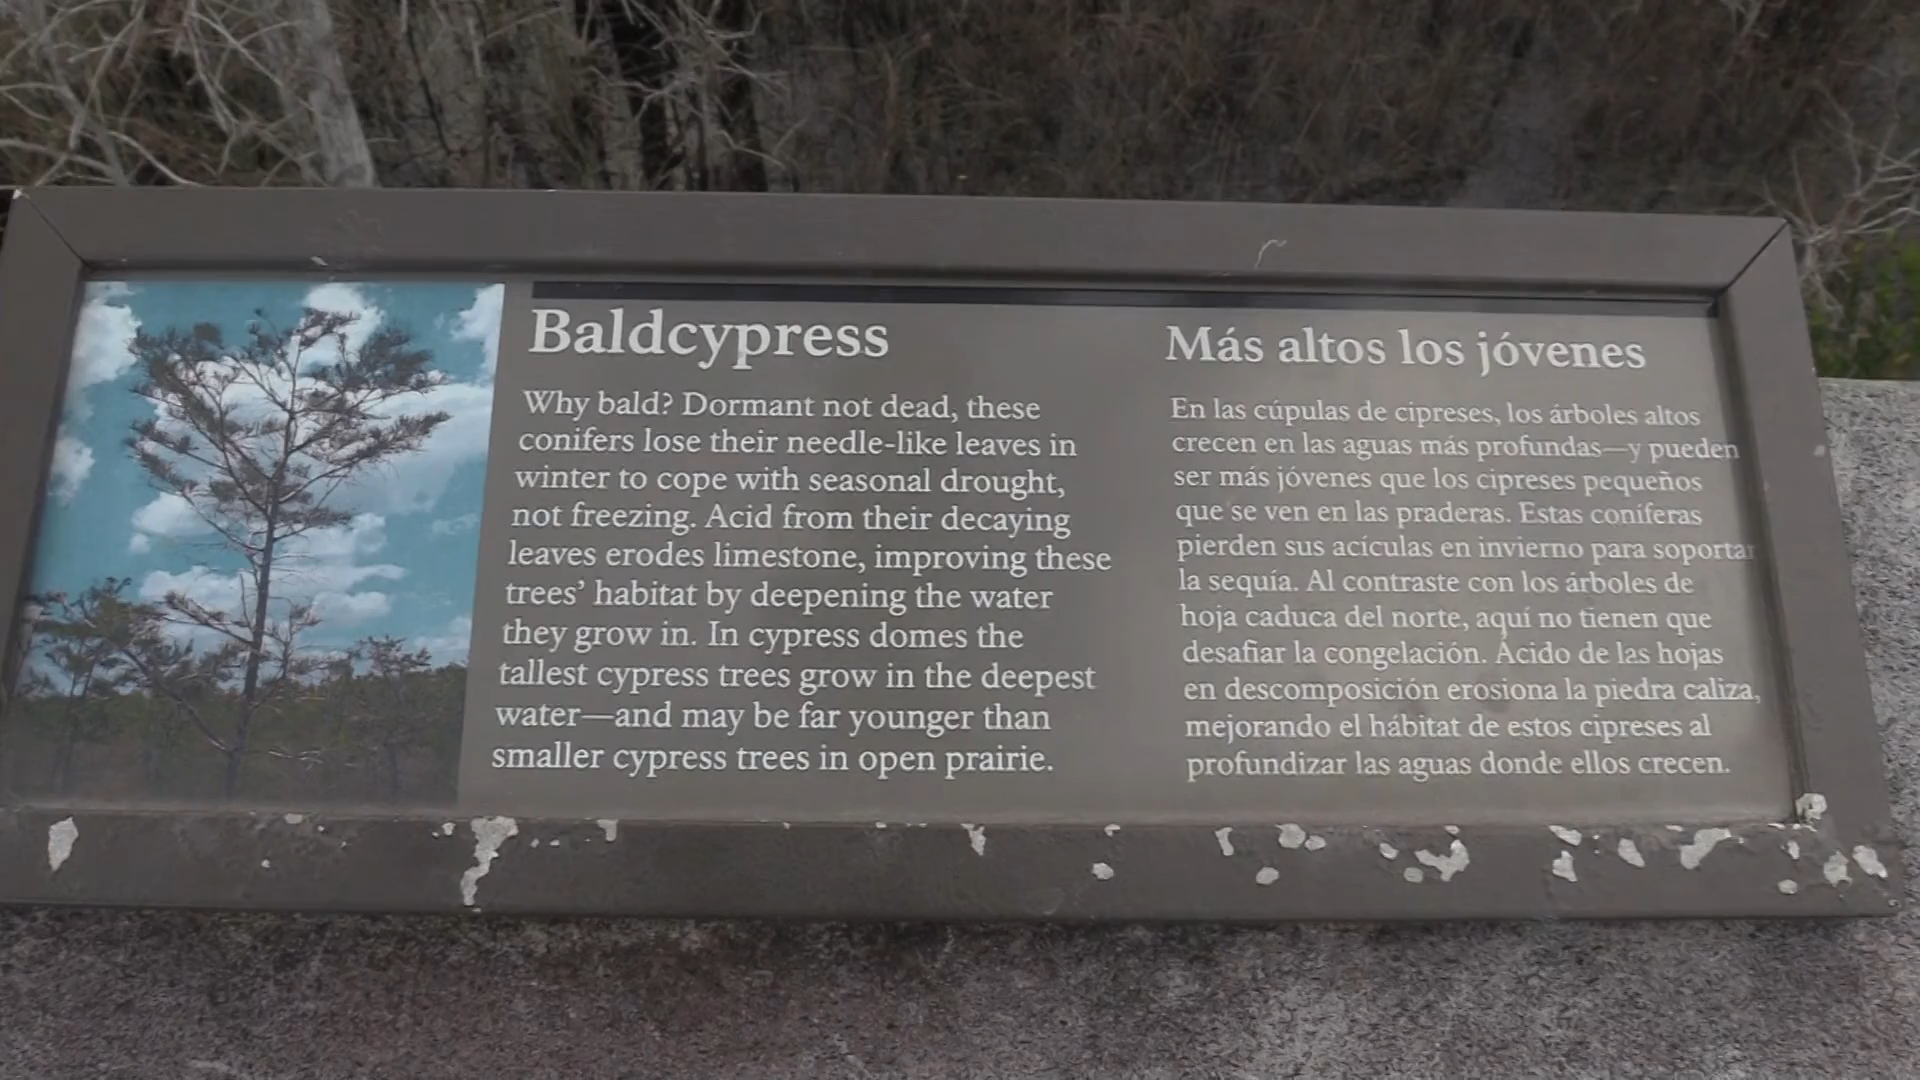 Baldcypress
Why bald? Dormant not dead, these
conifers lose their needle-like leaves in
winter to cope with seasonal drought,
not freezing. Acid from their decaying
leaves erodes limestone, improving these
trees’ habitat by deepening the water
they grow in. In cypress domes the
tallest cypress trees grow in the deepest
water—and may be far younger than
smaller cypress trees in open prairie.
Más altos los jóvenes
En las cúpulas de cipreses, los árboles altos
crecen en las aguas más profundas—y pueden
ser más jóvenes que los cipreses pequeños
que se ven en las praderas. Estas coníferas
pierden sus acículas en invierno para soportar
la sequía. Al contraste con los árboles de
hoja caduca del norte, aquí no tienen que
desafiar la congelación. Ácido de las hojas
en descomposición erosiona la piedra caliza,
mejorando el hábitat de estos cipreses al
profundizar las aguas donde ellos crecen.